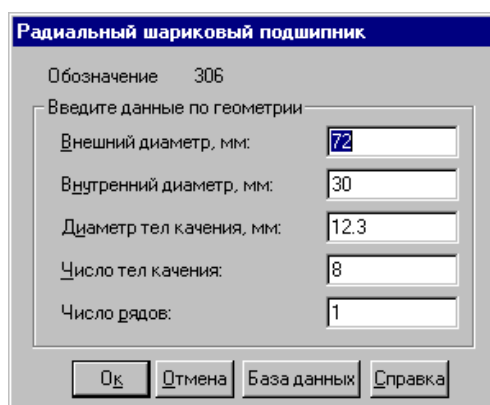 Радиальный шариковый подшипник
Обозначение 306
Введите данные по геометрии
Внешний диаметр, мм: 72
Внутренний диаметр, мм: 30
Диаметр тел качения, мм: 12.3
Число тел качения: 8
Число рядов: 1
Ок Отмена База данных Справка